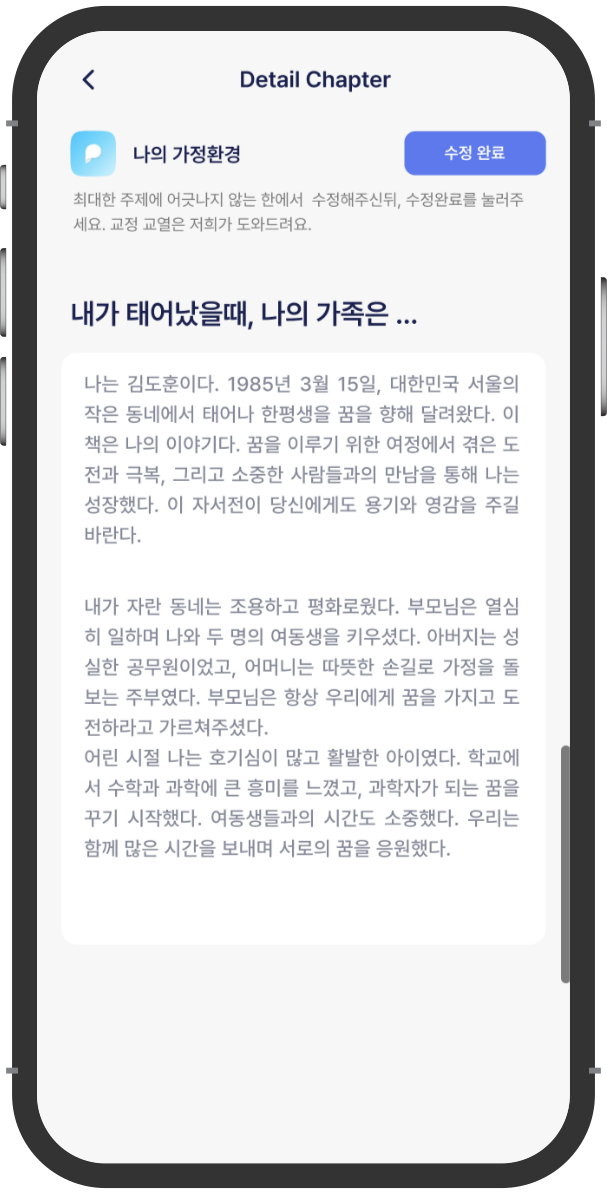 Detail Chapter
나의 가정환경
수정 완료
최대한 주제에 어긋나지 않는 한에서 수정해주신뒤, 수정완료를 눌러주
세요. 교정 교열은 저희가 도와드려요.
내가 태어났을때, 나의 가족은 ...
나는 김도훈이다. 1985년 3월 15일, 대한민국 서울의
작은 동네에서 태어나 한평생을 꿈을 향해 달려왔다. 이
책은 나의 이야기다. 꿈을 이루기 위한 여정에서 겪은 도
전과 극복, 그리고 소중한 사람들과의 만남을 통해 나는
성장했다. 이 자서전이 당신에게도 용기와 영감을 주길
바란다.
내가 자란 동네는 조용하고 평화로웠다. 부모님은 열심
히 일하며 나와 두 명의 여동생을 키우셨다. 아버지는 성
실한 공무원이었고, 어머니는 따뜻한 손길로 가정을 돌
보는 주부였다. 부모님은 항상 우리에게 꿈을 가지고 도
전하라고 가르쳐주셨다.
어린 시절 나는 호기심이 많고 활발한 아이였다. 학교에
서 수학과 과학에 큰 흥미를 느꼈고, 과학자가 되는 꿈을
꾸기 시작했다. 여동생들과의 시간도 소중했다. 우리는
함께 많은 시간을 보내며 서로의 꿈을 응원했다.